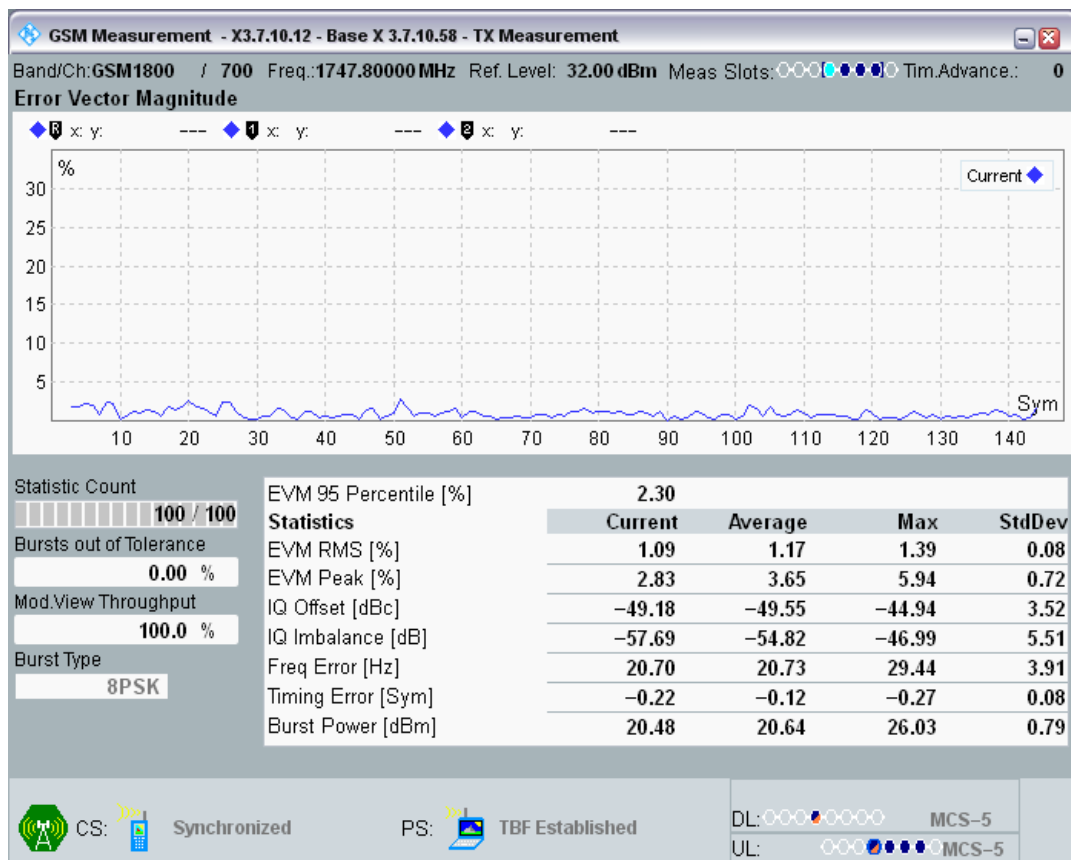 GSM Measurement - X3.7.10.12 - Base X 3.7.10.58 - TX Measurement
Band/Ch:GSM1800 / 700 Freq.:1747.80000 MHz Ref. Level: 32.00 dBm Meas Slots: Tim.Advance.: 0
Error Vector Magnitude
R x: y: --- 1 x: y: --- 2 x: y: ---
%
Current
30
25
20
15
10
5
Sym
10 20 30 40 50 60 70 80 90 100 110 120 130 140
Statistic Count
100 / 100
Bursts out of Tolerance
0.00 %
Mod.View Throughput
100.0 %
Burst Type
8PSK
EVM 95 Percentile [%] 2.30
Statistics Current Average Max StdDev
EVM RMS [%] 1.09 1.17 1.39 0.08
EVM Peak [%] 2.83 3.65 5.94 0.72
IQ Offset [dBc] −49.18 −49.55 −44.94 3.52
IQ Imbalance [dB] −57.69 −54.82 −46.99 5.51
Freq Error [Hz] 20.70 20.73 29.44 3.91
Timing Error [Sym] −0.22 −0.12 −0.27 0.08
Burst Power [dBm] 20.48 20.64 26.03 0.79
CS: Synchronized PS: TBF Established
DL: MCS−5
UL: MCS−5